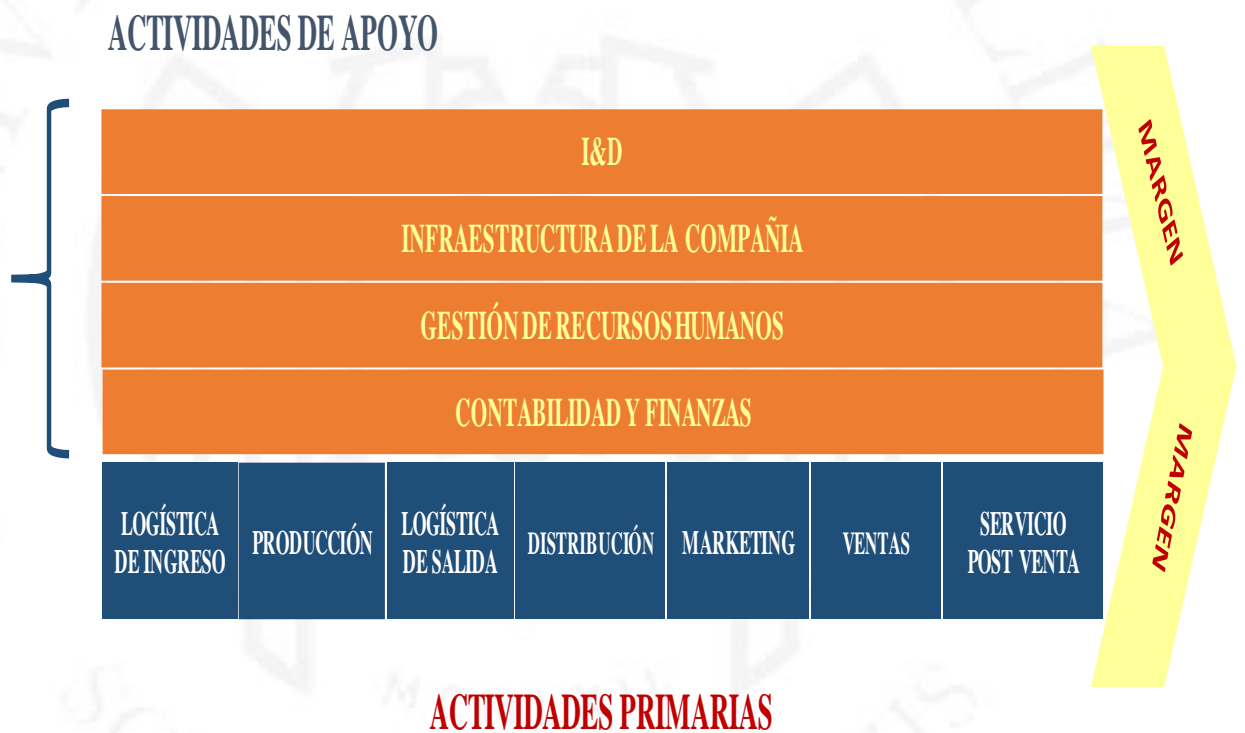 ACTIVIDADES DE APOYO
I&D
INFRAESTRUCTURA DE LA COMPAÑIA
GESTIÓN DE RECURSOS HUMANOS
CONTABILIDAD Y FINANZAS
MARGEN
LOGÍSTICA
DE INGRESO
PRODUCCIÓN
LOGÍSTICA
DE SALIDA
DISTRIBUCIÓN
MARKETING
VENTAS
SERVICIO
POST VENTA
MARGEN
ACTIVIDADES PRIMARIAS